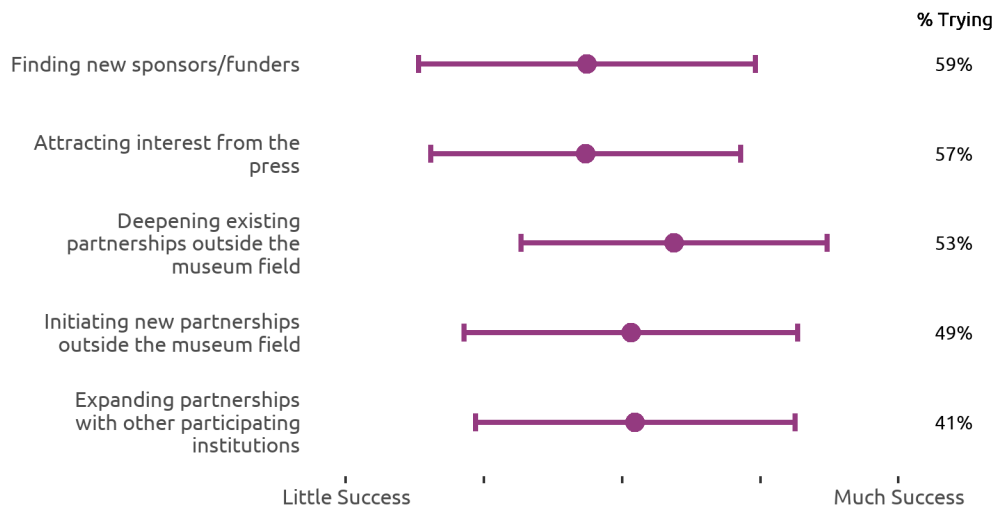 % Trying
Finding new sponsors/funders
59%
Attracting interest from the
press
57%
Deepening existing
partnerships outside the
museum field
53%
Initiating new partnerships
outside the museum field
49%
Expanding partnerships
with other participating
institutions
41%
Little Success
Much Success